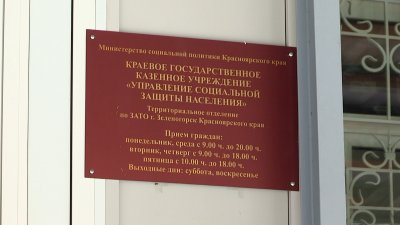 Министерство социальной политики Красноярского края
КРАЕВОЕ ГОСУДАРСТВЕННОЕ
КАЗЕННОЕ УЧРЕЖДЕНИЕ
«УПРАВЛЕНИЕ СОЦИАЛЬНОЙ
ЗАЩИТЫ НАСЕЛЕНИЯ»
Территориальное отделение
по ЗАТО г. Зеленогорск Красноярского края
Прием граждан:
понедельник, среда с 9.00 ч. до 20.00 ч.
вторник, четверг с 9.00 ч. до 18.00 ч.
пятница с 10.00 ч. до 18.00 ч.
Выходные дни: суббота, воскресенье